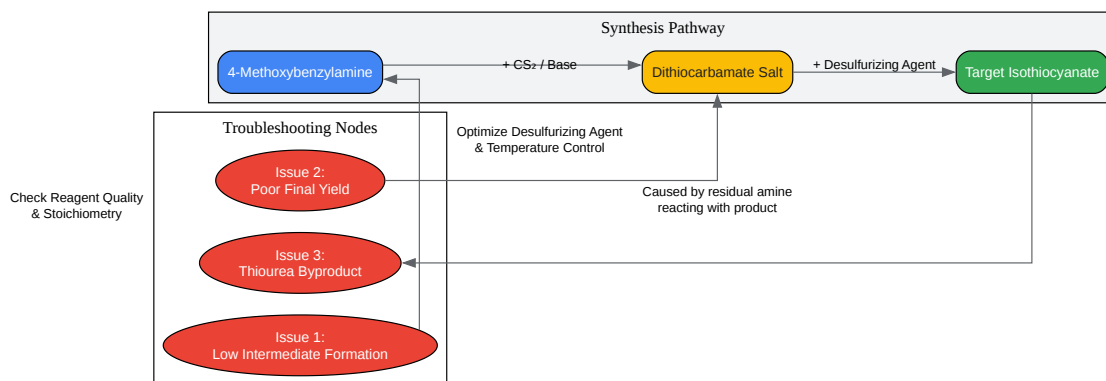 Synthesis Pathway
4-Methoxybenzylamine
+ CS₂ / Base
Dithiocarbamate Salt
+ Desulfurizing Agent
Target Isothiocyanate
Troubleshooting Nodes
Optimize Desulfurizing Agent
& Temperature Control
Issue 2:
Poor Final Yield
Check Reagent Quality
& Stoichiometry
Caused by residual amine
reacting with product
Issue 3:
Thiourea Byproduct
Issue 1:
Low Intermediate Formation